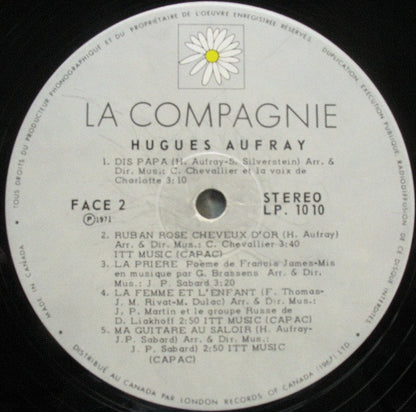 LA COMPAGNIE
HUGUES AUFRAY
1. DIS PAPA (H. Aufray-S. Silverstein) Arr. &
Dir. Mus.: C. Chevallier et la voix de
Charlotte 3:10
FACE 2
STEREO
Ⓟ1971
LP. 1010
2. RUBAN ROSE CHEVEUX D'OR (H. Aufray)
Arr. & Dir. Mus.: C. Chevallier 3:40
ITT MUSIC (CAPAC)
3. LA PRIERE Poème de Francis James-Mis
en musique par G. Brassens Arr. & Dir.
Mus.: J.P. Sabard 3:20
4. LA FEMME ET L'ENFANT (F. Thomas-
J.M. Rivat-M. Dulac) Arr. & Dir. Mus.:
J.P. Martin et le groupe Russe de
D. Liakhoff 2:50 ITT MUSIC (CAPAC)
5. MA GUITARE AU SALOIR (H. Aufray-
J.P. Sabard) Arr. & Dir. Mus.:
J.P. Sabard) 2:50 ITT MUSIC
(CAPAC)
MADE IN CANADA • TOUS DROITS DU PRODUCTEUR PHONOGRAPHIQUE ET DU PROPRIÉTAIRE DE L'OEUVRE ENREGISTRÉE RÉSERVÉS. DUPLICATION, EXÉCUTION PUBLIQUE ET RADIODIFFUSION DE CE DISQUE INTERDITES
• DISTRIBUÉ AU CANADA PAR LONDON RECORDS OF CANADA (1967) LTD. •